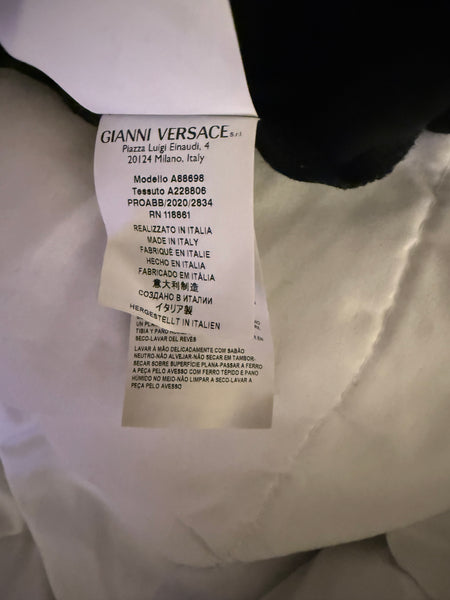 GIANNI VERSACE S.r.l.
Piazza Luigi Einaudi, 4
20124 Milano, Italy
Modello A88698
Tessuto A228806
PROABB/2020/2834
RN 118661
REALIZZATO IN ITALIA
MADE IN ITALY
FABRIQUÉ EN ITALIE
HECHO EN ITALIA
FABRICADO EM ITÀLIA
意大利制造
СОЗДАНО В ИТАЛИИ
イタリア製
HERGESTELLT IN ITALIEN
UN
TIBIA Y
SECO-LAVAR DEL REVÉS
LAVAR À MÃO DELICADAMENTE COM SABÃO
NEUTRO-NÃO ALVEJAR-NÃO SECAR EM TAMBOR-
SECAR SOBRE SUPERFÍCIE PLANA-PASSAR A FERRO
A PEÇA PELO AVESSO COM FERRO TÉPIDO E PANO
HÚMIDO NO MEIO-NÃO LIMPAR A SECO-LAVAR A
PEÇA PELO AVESSO